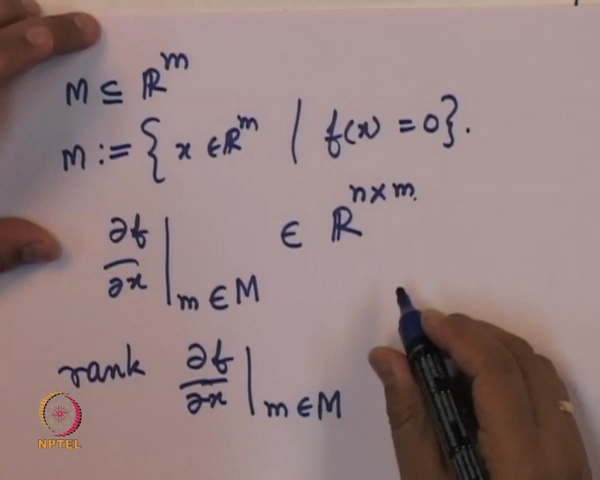 M ⊆ ℝ^m
M := { x ∈ ℝ^m | f(x) = 0 }.
∂f/∂x |_{m ∈ M} ∈ ℝ^{n×m}.
rank ∂f/∂x |_{m ∈ M}
NPTEL